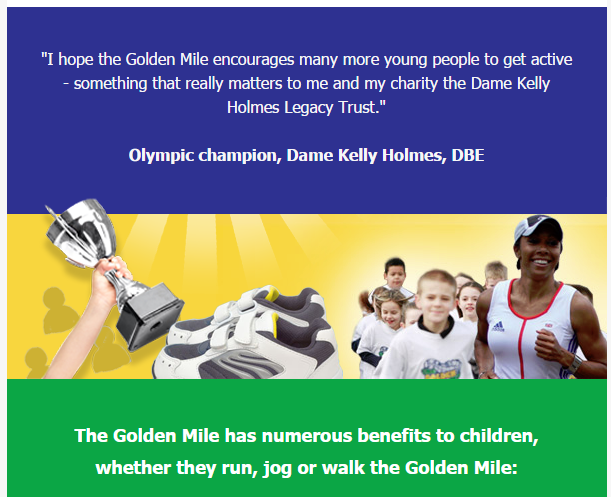 "I hope the Golden Mile encourages many more young people to get active
- something that really matters to me and my charity the Dame Kelly
Holmes Legacy Trust."
Olympic champion, Dame Kelly Holmes, DBE
The Golden Mile has numerous benefits to children,
whether they run, jog or walk the Golden Mile: